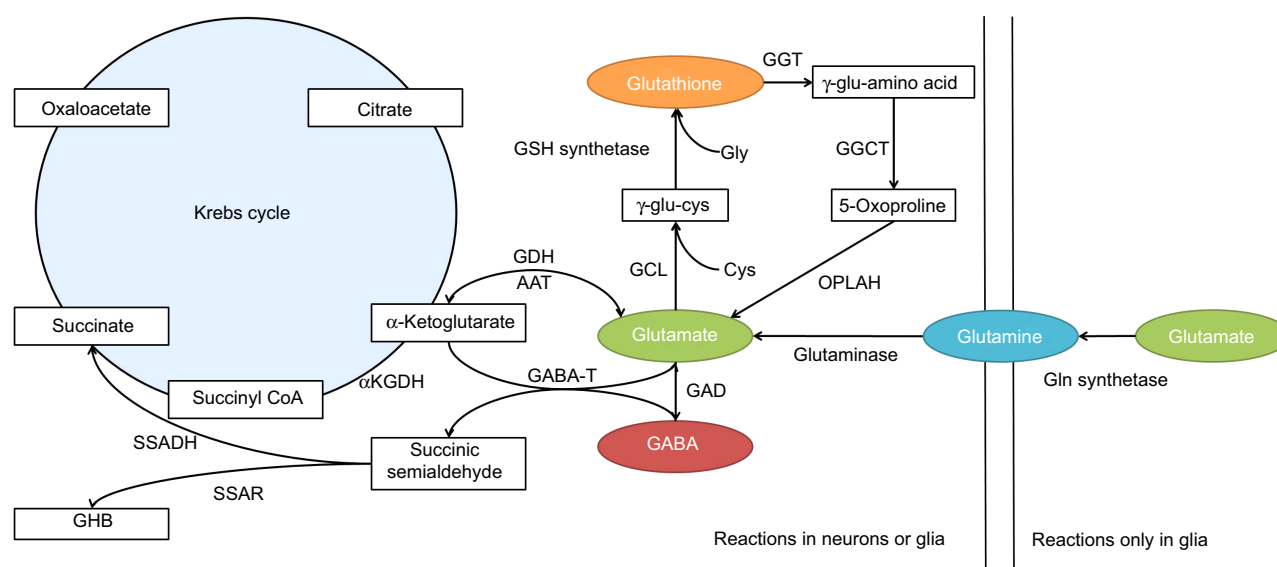 GGT
Glutathione
γ-glu-amino acid
Oxaloacetate
Citrate
GSH synthetase
Gly
GGCT
Krebs cycle
γ-glu-cys
5-Oxoproline
GDH
AAT
GCL
Cys
OPLAH
Succinate
α-Ketoglutarate
Glutamate
Glutamine
Glutamate
Glutaminase
Gln synthetase
αKGDH
GABA-T
GAD
Succinyl CoA
SSADH
Succinic
semialdehyde
GABA
SSAR
GHB
Reactions in neurons or glia
Reactions only in glia